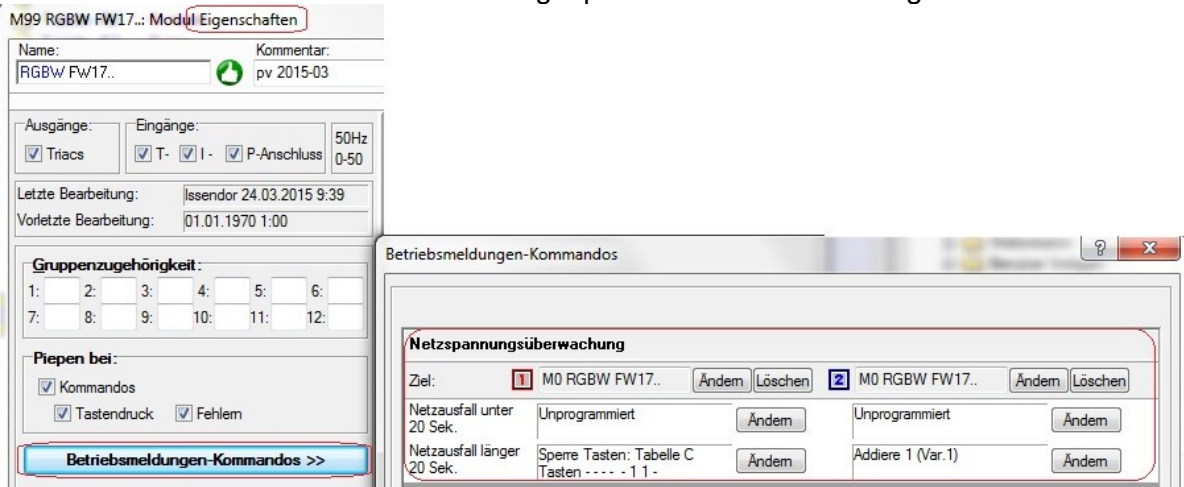 M99 RGBW FW17..: Modul Eigenschaften
Name:
Kommentar:
RGBW FW17..
pv 2015-03
Ausgänge:
Eingänge:
Triacs
T-
I -
P-Anschluss
50Hz
0-50
Letzte Bearbeitung:
Issendor 24.03.2015 9:39
Vorletzte Bearbeitung:
01.01.1970 1:00
Gruppenzugehörigkeit:
1: 2: 3: 4: 5: 6:
7: 8: 9: 10: 11: 12:
Piepen bei:
Kommandos
Tastendruck
Fehlern
Betriebsmeldungen-Kommandos >>
Betriebsmeldungen-Kommandos
Netzspannungsüberwachung
Ziel: 1 M0 RGBW FW17.. Ändern Löschen 2 M0 RGBW FW17.. Ändern Löschen
Netzausfall unter
20 Sek.
Unprogrammiert
Ändern
Unprogrammiert
Ändern
Netzausfall länger
20 Sek.
Sperre Tasten: Tabelle C
Tasten - - - - - 1 1 -
Ändern
Addiere 1 (Var.1)
Ändern